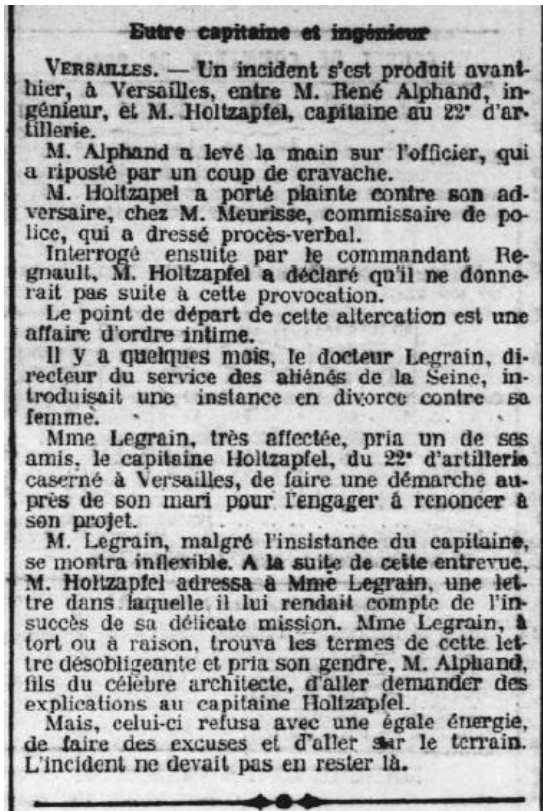 Eutre capitaine et ingénieur
VERSAILLES. — Un incident s'est produit avant-
hier, à Versailles, entre M. René Alphand, in-
génieur, et M. Holtzapfel, capitaine au 22e d'ar-
tillerie.
M. Alphand a levé la main sur l'officier, qui
a riposté par un coup de cravache.
M. Holtzapel a porté plainte contre son ad-
versaire, chez M. Meurisse, commissaire de po-
lice, qui a dressé procès-verbal.
Interrogé ensuite par le commandant Re-
gnault, M. Holtzapfel a déclaré qu'il ne donne-
rait pas suite à cette provocation.
Le point de départ de cette altercation est une
affaire d'ordre intime.
Il y a quelques mois, le docteur Legrain, di-
recteur du service des aliénés de la Seine, in-
troduisait une instance en divorce contre sa
femme.
Mme Legrain, très affectée, pria un de ses
amis, le capitaine Holtzapfel, du 22e d'artillerie
caserné à Versailles, de faire une démarche au-
près de son mari pour l'engager à renoncer à
son projet.
M. Legrain, malgré l'insistance du capitaine,
se montra inflexible. A la suite de cette entrevue,
M. Holtzapfel adressa à Mme Legrain, une let-
tre dans laquelle il lui rendait compte de l'in-
succès de sa délicate mission. Mme Legrain, à
tort ou à raison, trouva les termes de cette let-
tre désobligeante et pria son gendre, M. Alphand,
fils du célèbre architecte, d'aller demander des
explications au capitaine Holtzapfel.
Mais, celui-ci refusa avec une égale énergie,
de faire des excuses et d'aller sur le terrain.
L'incident ne devait pas en rester là.